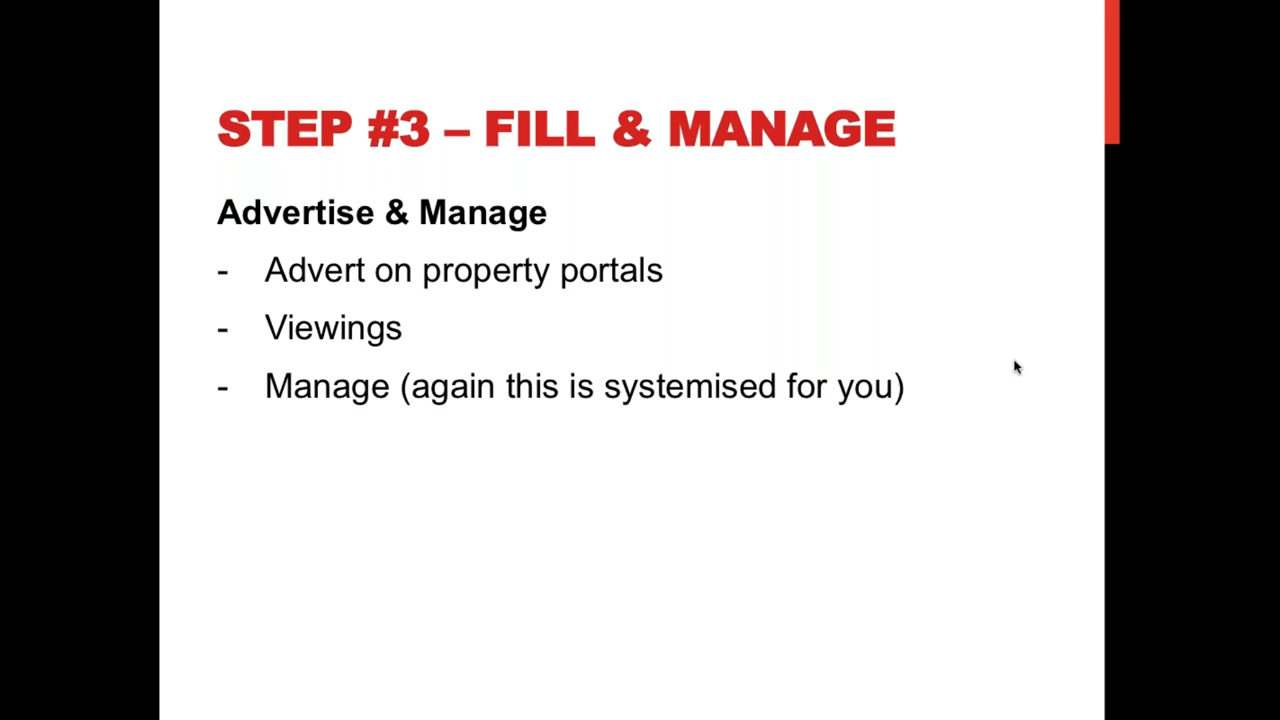 STEP #3 – FILL & MANAGE
Advertise & Manage
- Advert on property portals
- Viewings
- Manage (again this is systemised for you)